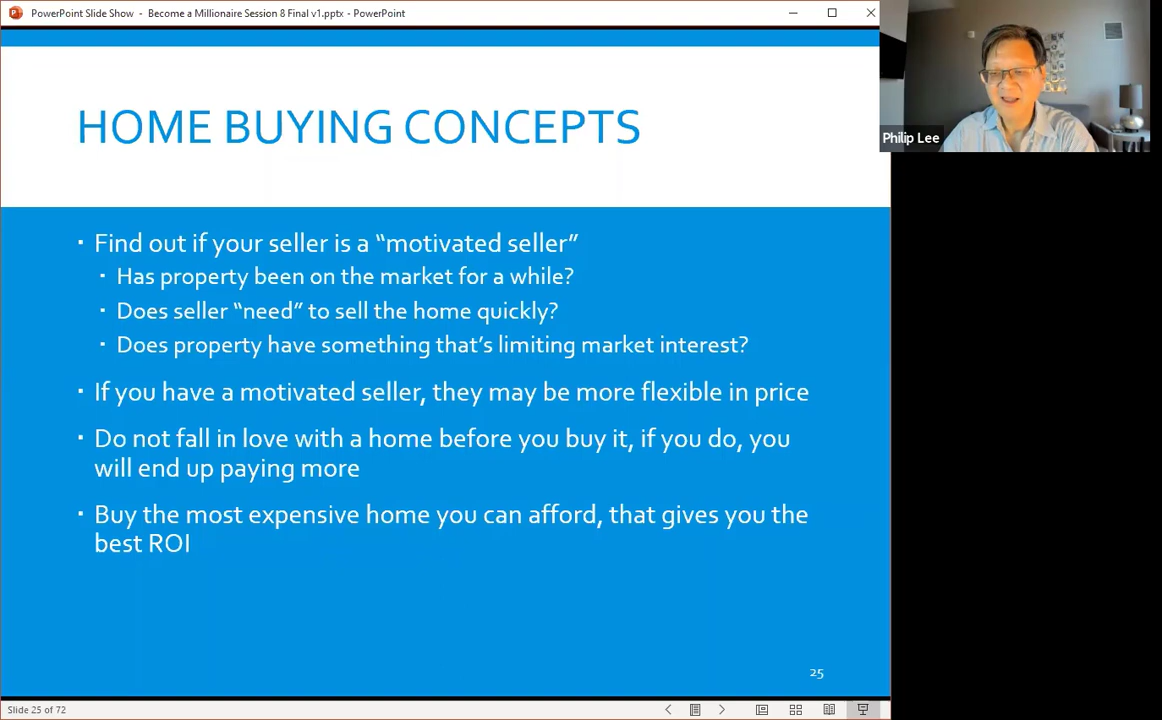 PowerPoint Slide Show - Become a Millionaire Session 8 Final v1.pptx - PowerPoint
Philip Lee
HOME BUYING CONCEPTS
▪ Find out if your seller is a “motivated seller”
▪ Has property been on the market for a while?
▪ Does seller “need” to sell the home quickly?
▪ Does property have something that’s limiting market interest?
▪ If you have a motivated seller, they may be more flexible in price
▪ Do not fall in love with a home before you buy it, if you do, you
will end up paying more
▪ Buy the most expensive home you can afford, that gives you the
best ROI
25
Slide 25 of 72